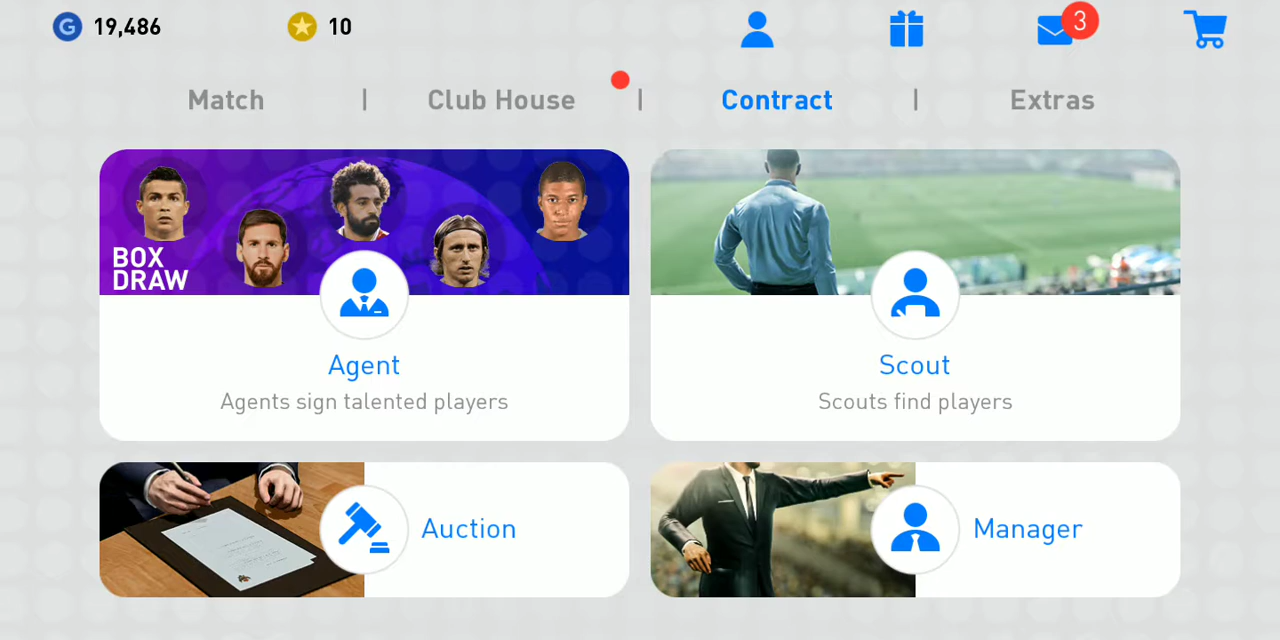 G 19,486
10
3
Match | Club House | Contract | Extras
BOX
DRAW
Agent
Agents sign talented players
Scout
Scouts find players
Auction
Manager